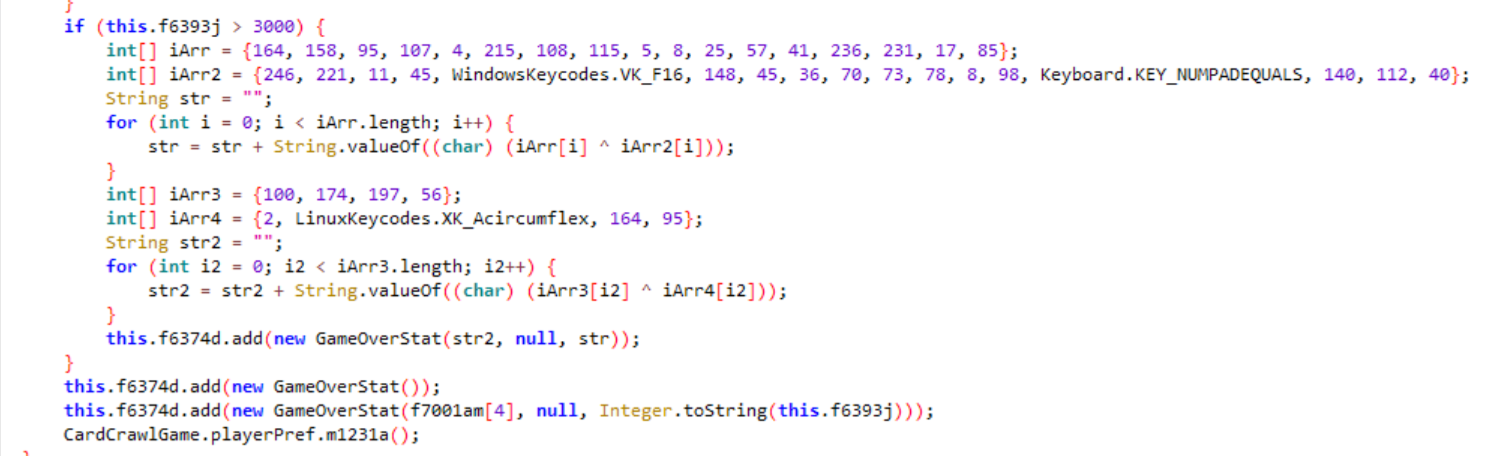 }
if (this.f6393j > 3000) {
int[] iArr = {164, 158, 95, 107, 4, 215, 108, 115, 5, 8, 25, 57, 41, 236, 231, 17, 85};
int[] iArr2 = {246, 221, 11, 45, WindowsKeycodes.VK_F16, 148, 45, 36, 70, 73, 78, 8, 98, Keyboard.KEY_NUMPADEQUALS, 140, 112, 40};
String str = "";
for (int i = 0; i < iArr.length; i++) {
str = str + String.valueOf((char) (iArr[i] ^ iArr2[i]));
}
int[] iArr3 = {100, 174, 197, 56};
int[] iArr4 = {2, LinuxKeycodes.XK_Acircumflex, 164, 95};
String str2 = "";
for (int i2 = 0; i2 < iArr3.length; i2++) {
str2 = str2 + String.valueOf((char) (iArr3[i2] ^ iArr4[i2]));
}
this.f6374d.add(new GameOverStat(str2, null, str));
}
this.f6374d.add(new GameOverStat());
this.f6374d.add(new GameOverStat(f7001am[4], null, Integer.toString(this.f6393j)));
CardCrawlGame.playerPref.m1231a();